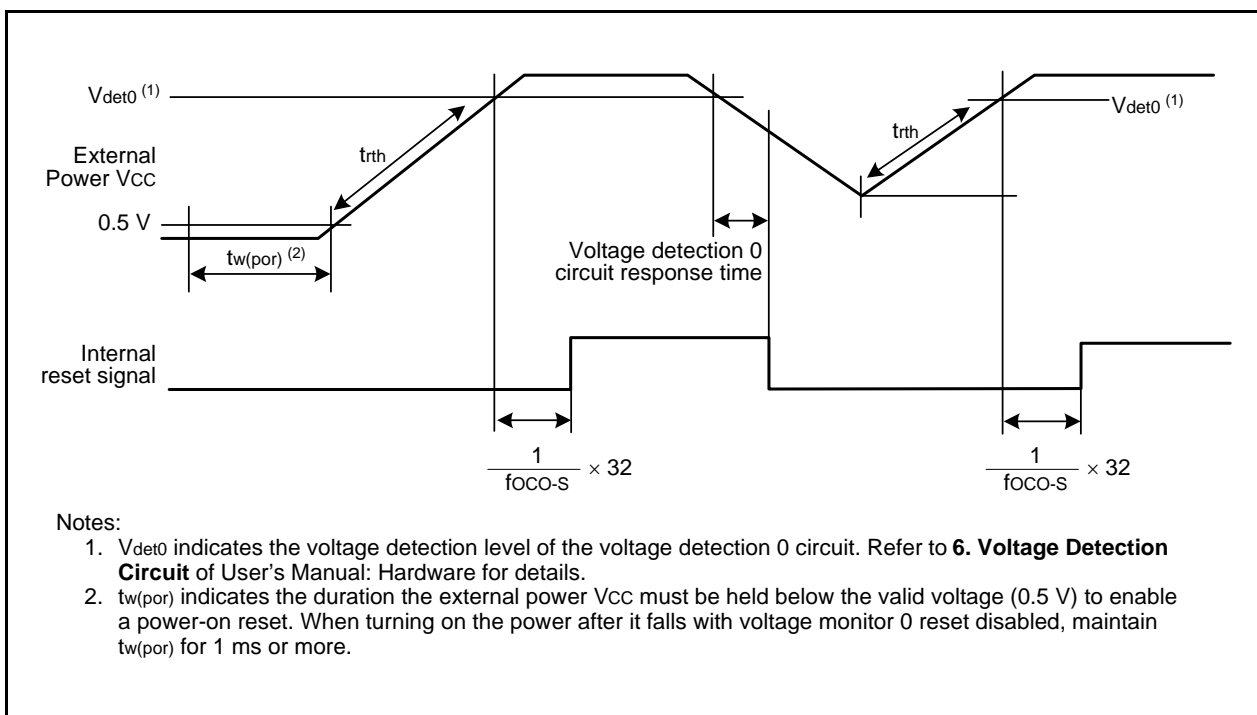 Vdet0 (1)
External
Power VCC
0.5 V
tw(por) (2)
trth
Voltage detection 0
circuit response time
trth
Vdet0 (1)
Internal
reset signal
1
fOCO-S
× 32
1
fOCO-S
× 32
Notes:
1. Vdet0 indicates the voltage detection level of the voltage detection 0 circuit. Refer to 6. Voltage Detection
Circuit of User's Manual: Hardware for details.
2. tw(por) indicates the duration the external power VCC must be held below the valid voltage (0.5 V) to enable
a power-on reset. When turning on the power after it falls with voltage monitor 0 reset disabled, maintain
tw(por) for 1 ms or more.